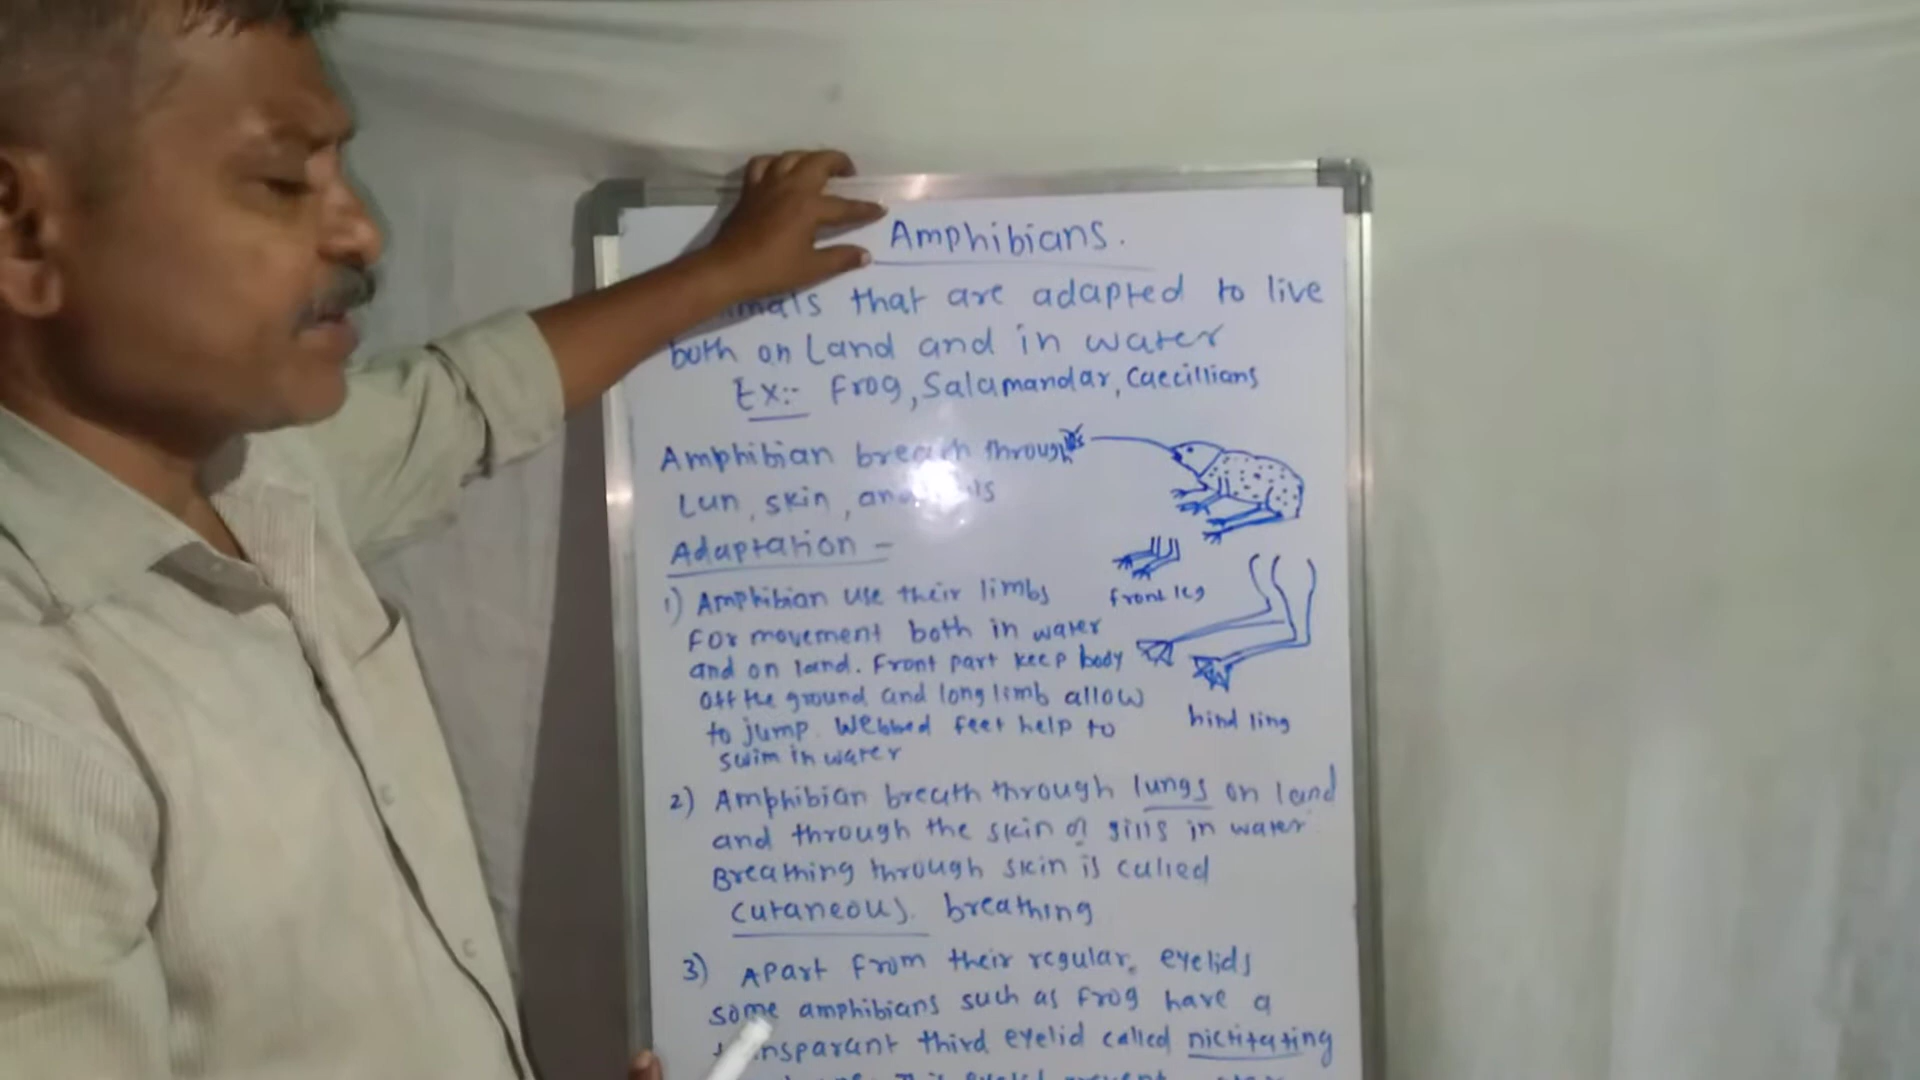 Amphibians.
that are adapted to live
both on Land and in water
Ex:- Frog, Salamandar, Caecillians
Amphibian breath through
Lun, skin, and
Adaptation -
1) Amphibian use their limbs
For movement both in water
and on land. Front part keep body
off the ground and long limb allow
to jump. Webbed feet help to
swim in water
front leg
hind ling
2) Amphibian breath through lungs on land
and through the skin of gills in water
Breathing through skin is called
cutaneous breathing
3) Apart from their regular eyelids
some amphibians such as frog have a
third eyelid called nictitating